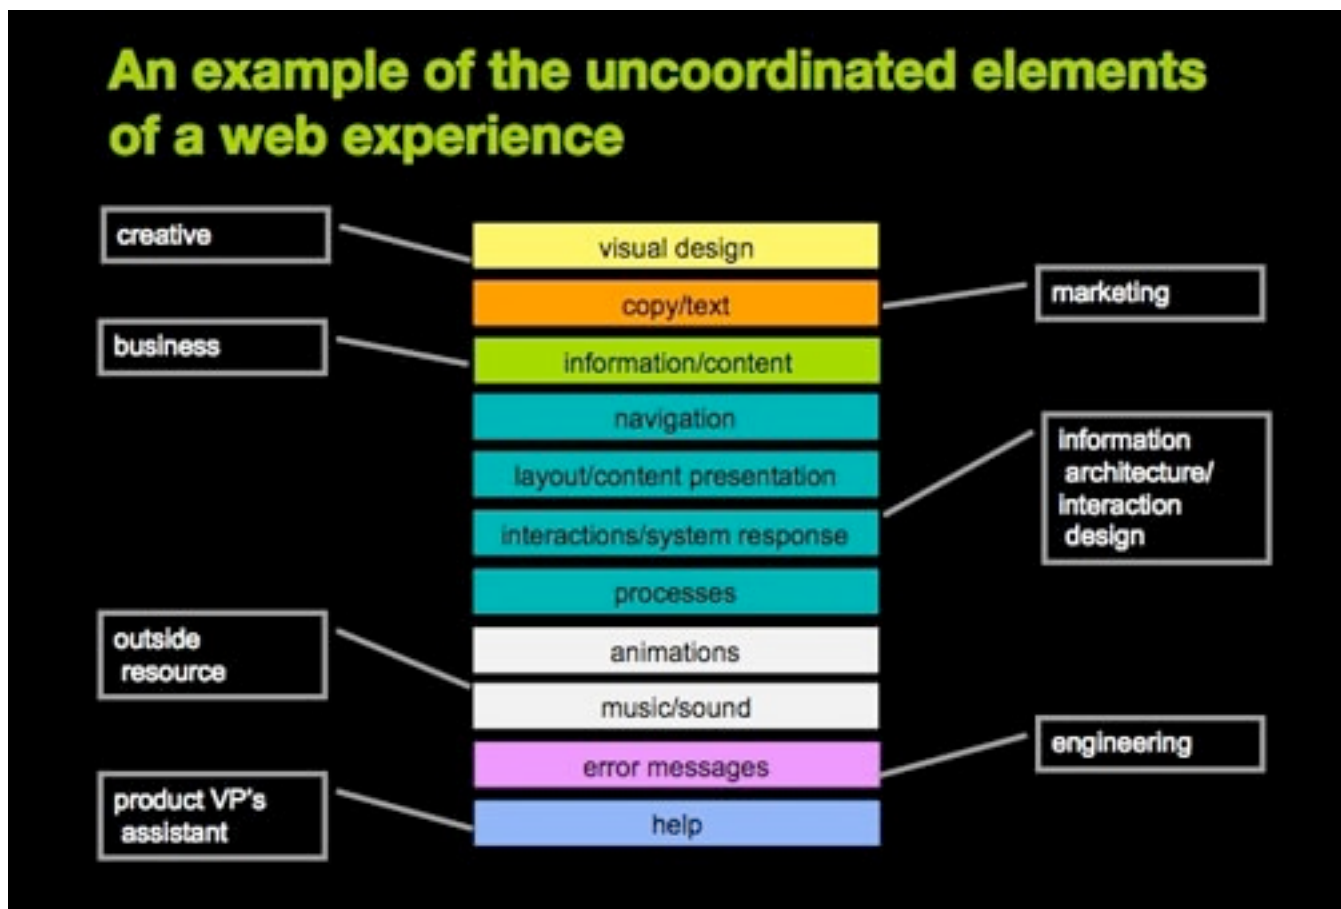 An example of the uncoordinated elements
of a web experience
creative
visual design
copy/text
marketing
business
information/content
navigation
layout/content presentation
information
architecture/
interaction
design
interactions/system response
processes
outside
resource
animations
music/sound
engineering
error messages
product VP's
assistant
help